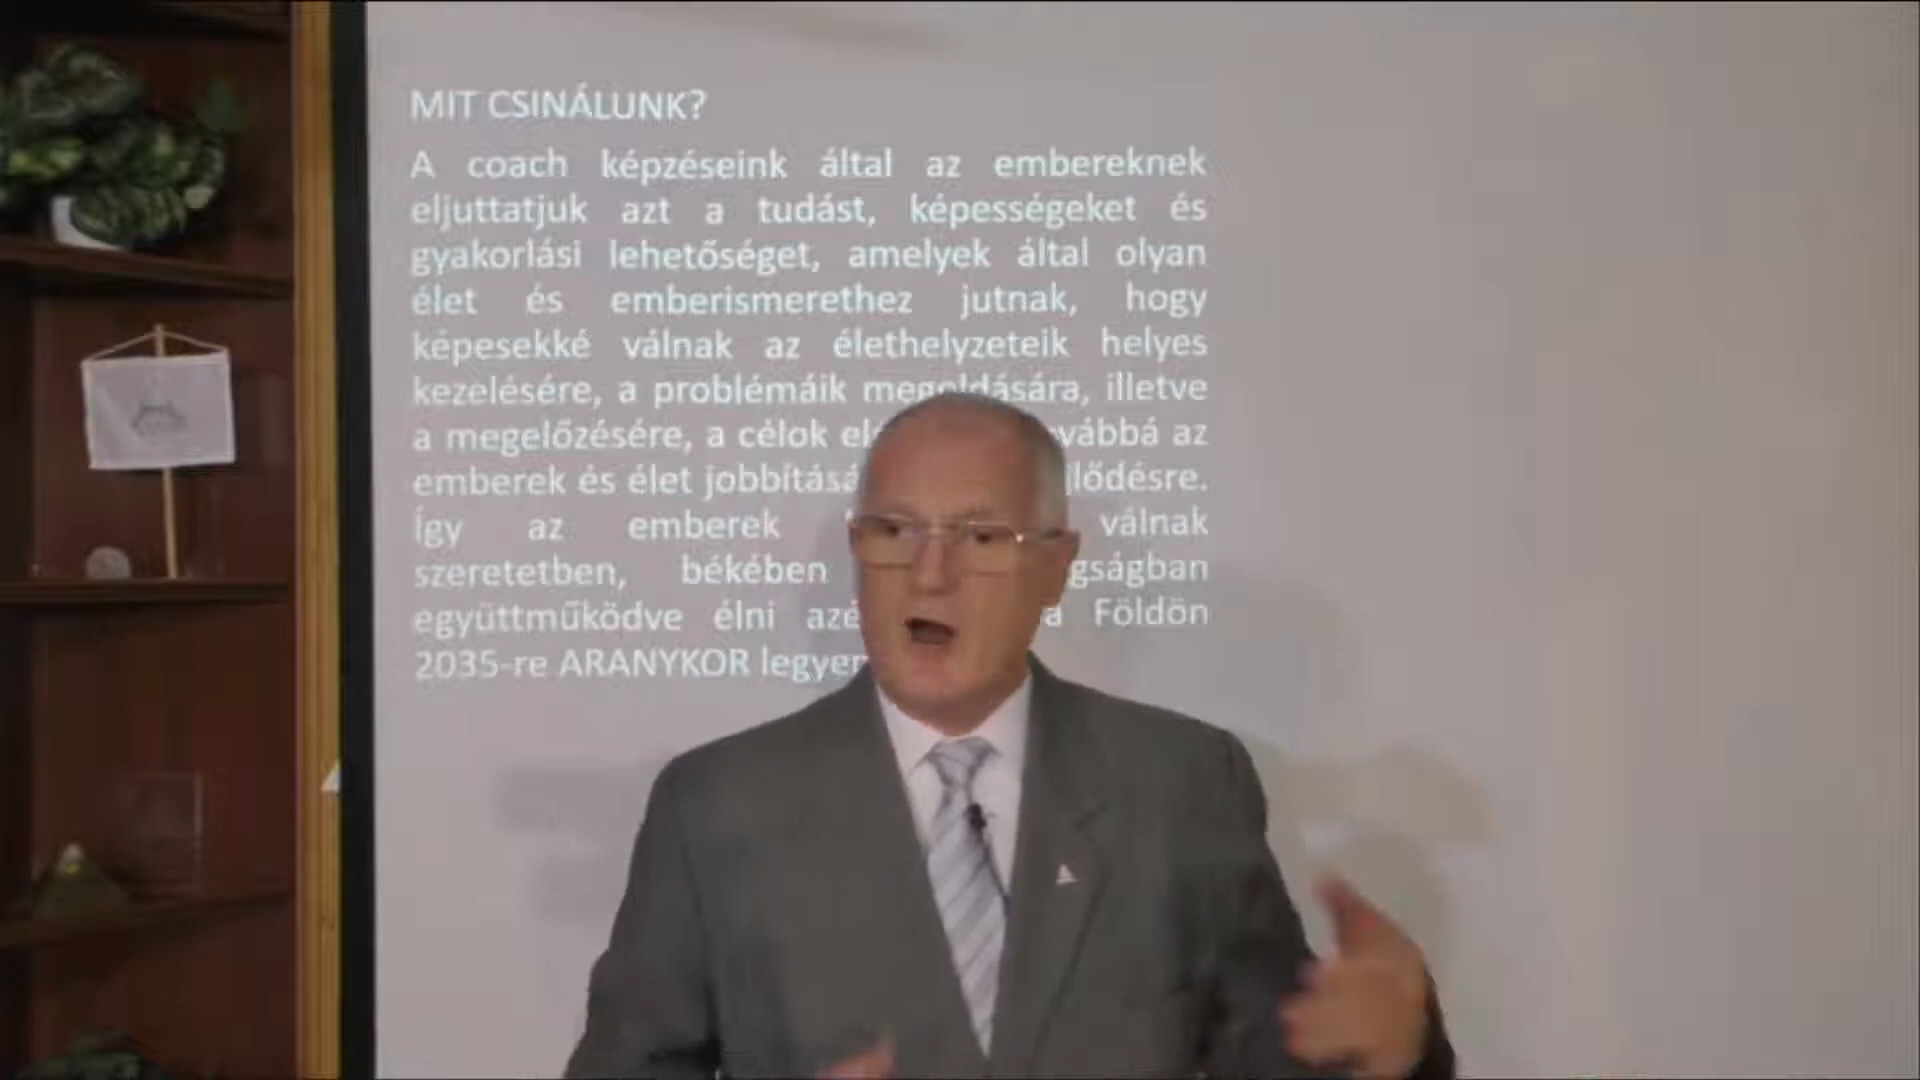 MIT CSINÁLUNK?
A coach képzéseink által az embereknek
eljuttatjuk azt a tudást, képességeket és
gyakorlási lehetőséget, amelyek által olyan
élet és emberismerethez jutnak, hogy
képesekké válnak az élethelyzeteik helyes
kezelésére, a problémáik megoldására, illetve
a megelőzésére, a célok az
emberek és élet
Így az emberek válnak
szeretetben, békében
együttműködve élni a Földön
2035-re ARANYKOR